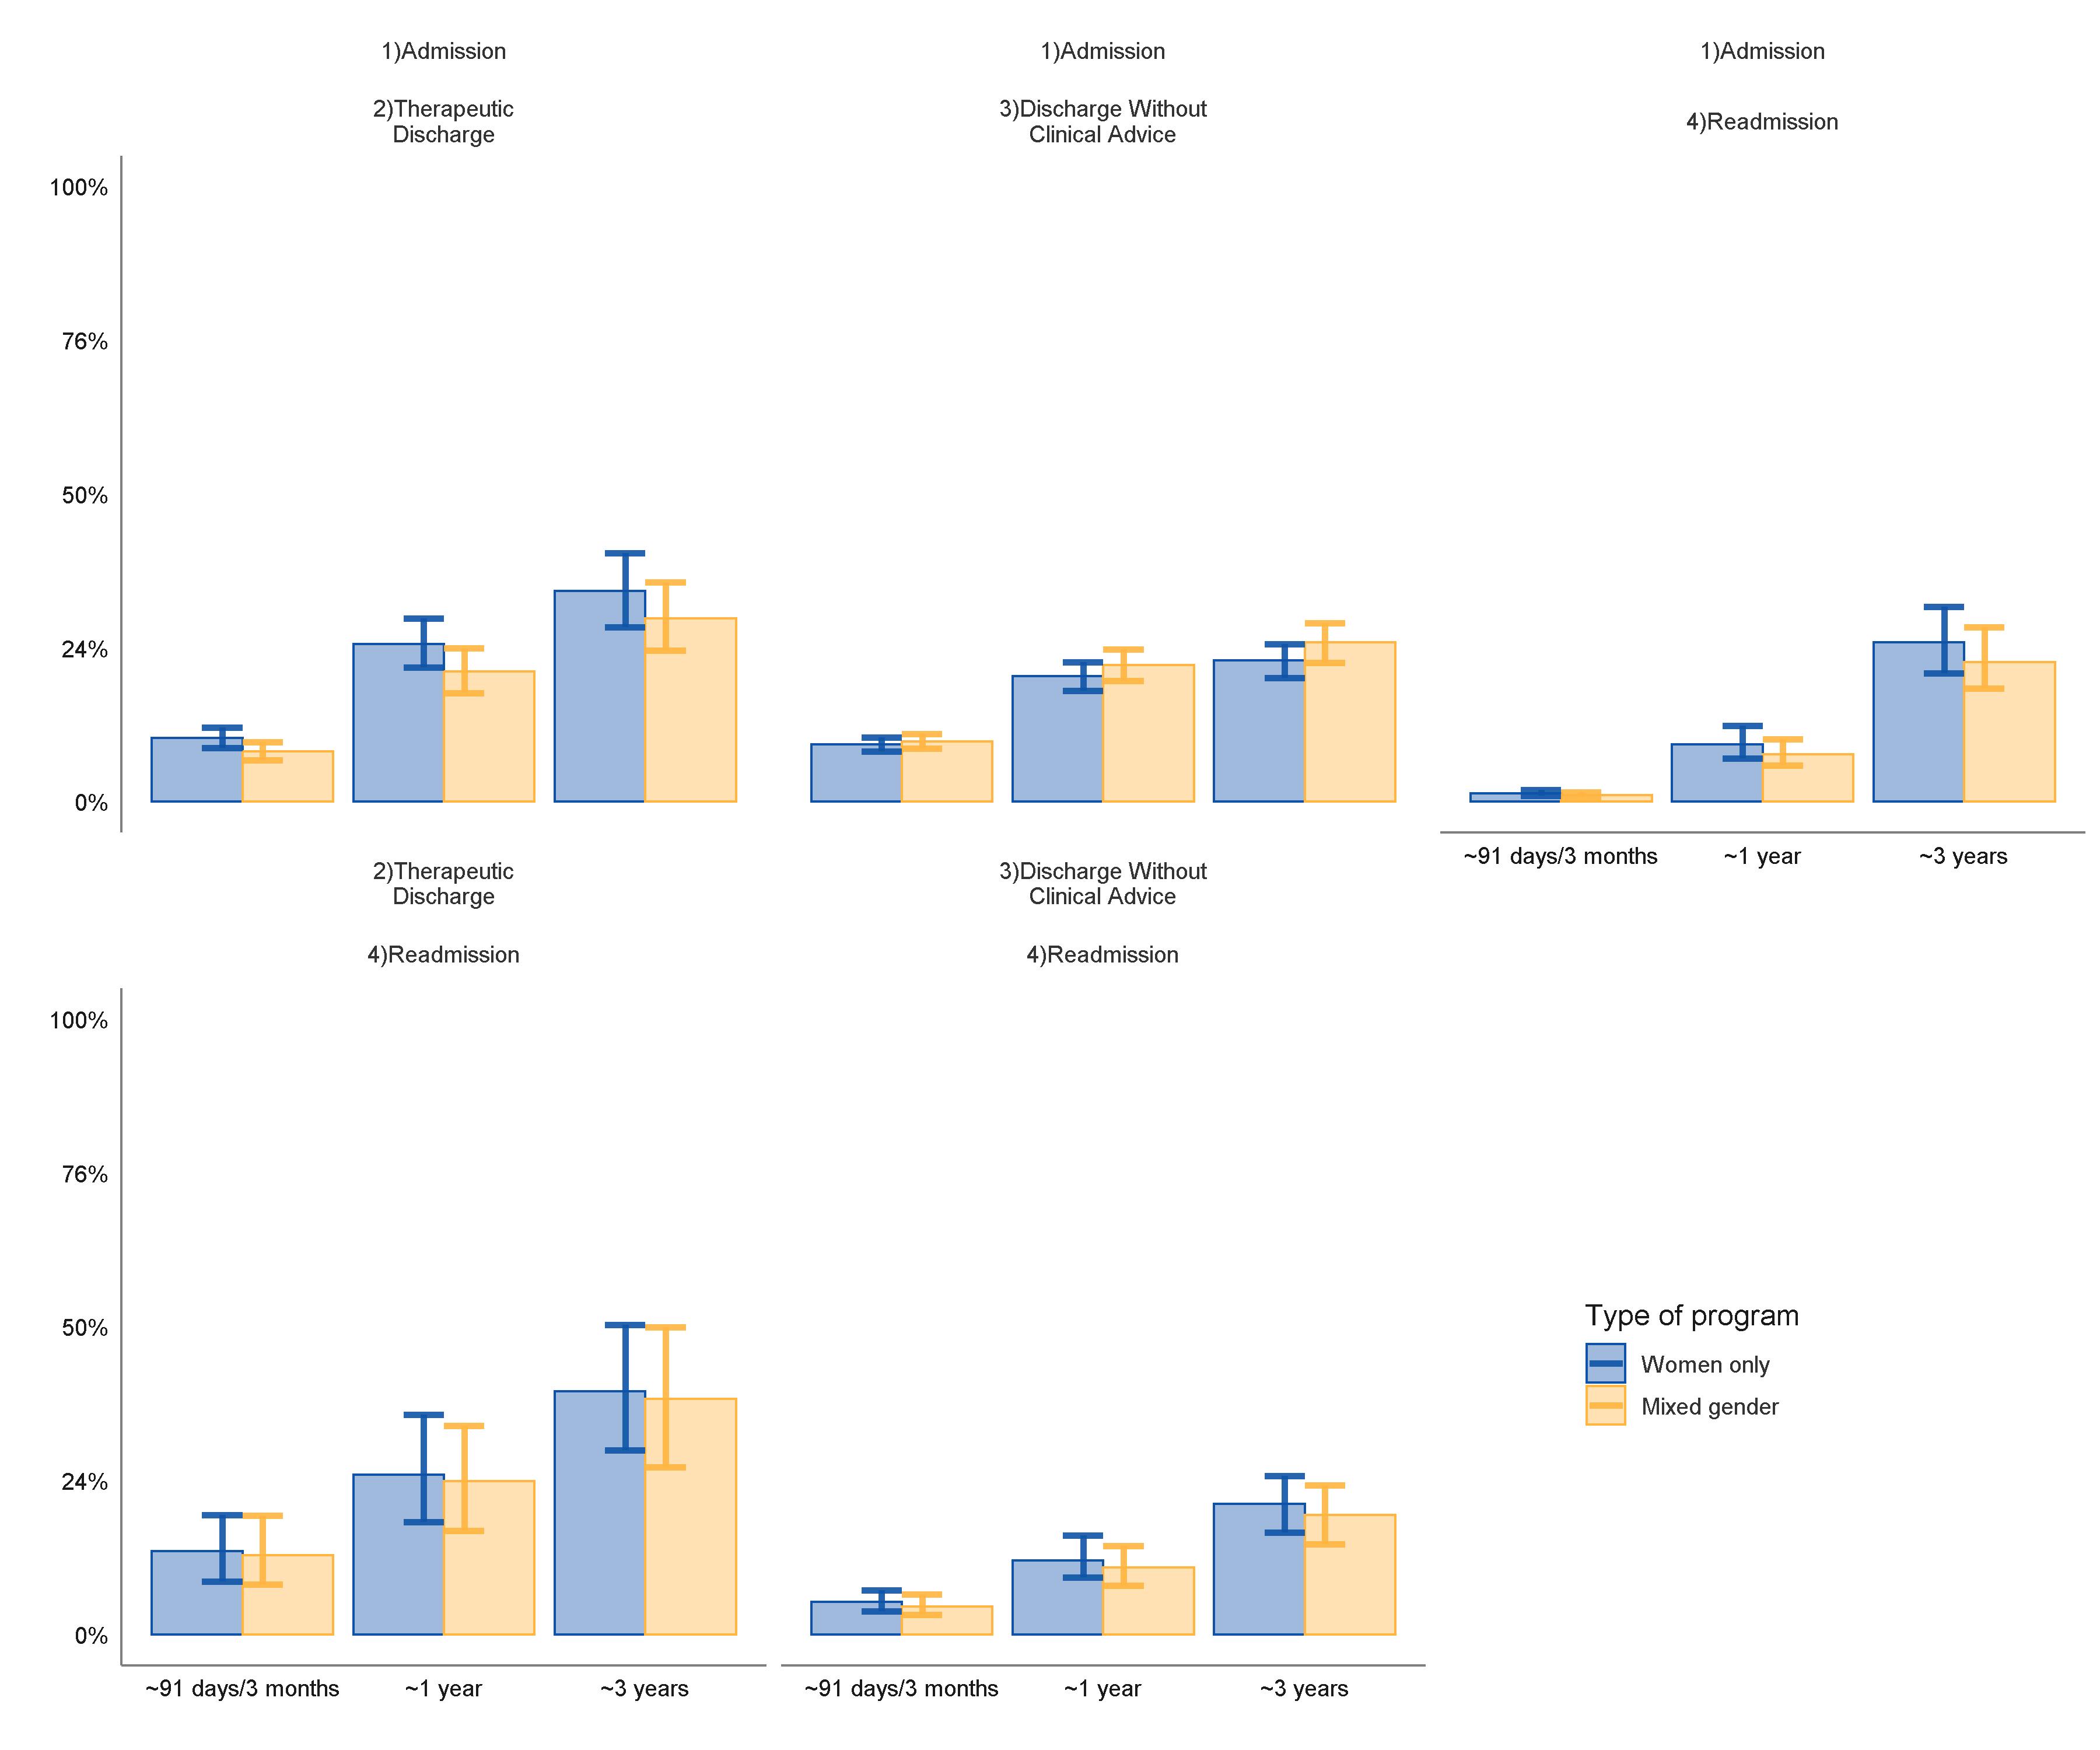 1)Admission
2)Therapeutic
Discharge
1)Admission
3)Discharge Without
Clinical Advice
1)Admission
4)Readmission
100%
76%
50%
24%
0%
~91 days/3 months
~1 year
~3 years
2)Therapeutic
Discharge
4)Readmission
3)Discharge Without
Clinical Advice
4)Readmission
100%
76%
50%
24%
0%
~91 days/3 months
~1 year
~3 years
~91 days/3 months
~1 year
~3 years
Type of program
Women only
Mixed gender